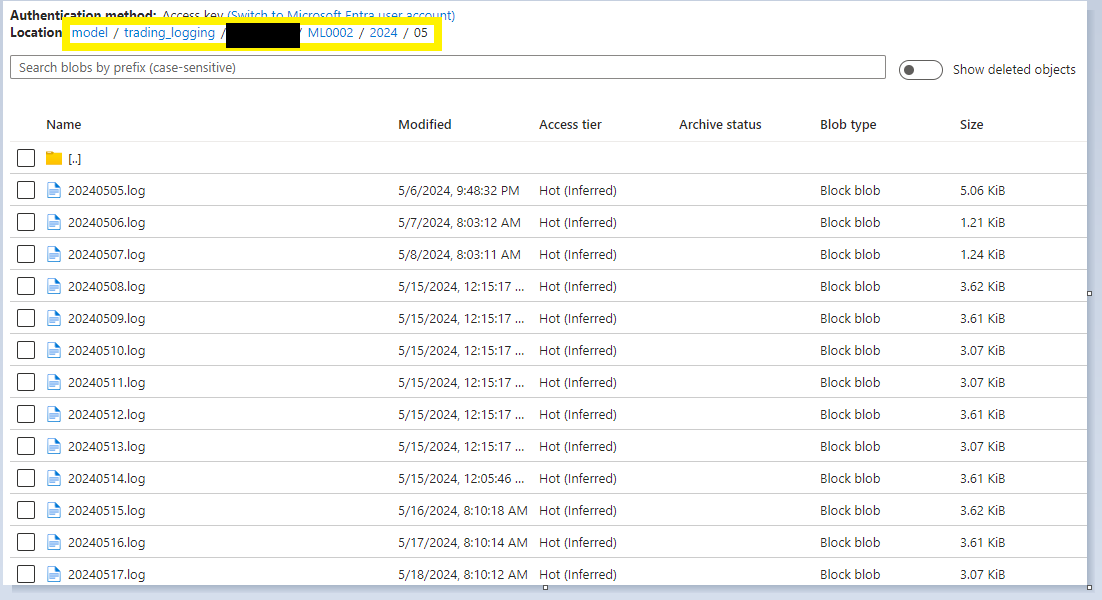 Authentication method: Access key (Switch to Microsoft Entra user account)
Location model / trading_logging / / ML0002 / 2024 / 05
Search blobs by prefix (case-sensitive)
Show deleted objects
Name Modified Access tier Archive status Blob type Size
[..]
20240505.log 5/6/2024, 9:48:32 PM Hot (Inferred) Block blob 5.06 KiB
20240506.log 5/7/2024, 8:03:12 AM Hot (Inferred) Block blob 1.21 KiB
20240507.log 5/8/2024, 8:03:11 AM Hot (Inferred) Block blob 1.24 KiB
20240508.log 5/15/2024, 12:15:17 ... Hot (Inferred) Block blob 3.62 KiB
20240509.log 5/15/2024, 12:15:17 ... Hot (Inferred) Block blob 3.61 KiB
20240510.log 5/15/2024, 12:15:17 ... Hot (Inferred) Block blob 3.07 KiB
20240511.log 5/15/2024, 12:15:17 ... Hot (Inferred) Block blob 3.07 KiB
20240512.log 5/15/2024, 12:15:17 ... Hot (Inferred) Block blob 3.61 KiB
20240513.log 5/15/2024, 12:15:17 ... Hot (Inferred) Block blob 3.07 KiB
20240514.log 5/15/2024, 12:05:46 ... Hot (Inferred) Block blob 3.61 KiB
20240515.log 5/16/2024, 8:10:18 AM Hot (Inferred) Block blob 3.62 KiB
20240516.log 5/17/2024, 8:10:14 AM Hot (Inferred) Block blob 3.61 KiB
20240517.log 5/18/2024, 8:10:12 AM Hot (Inferred) Block blob 3.07 KiB